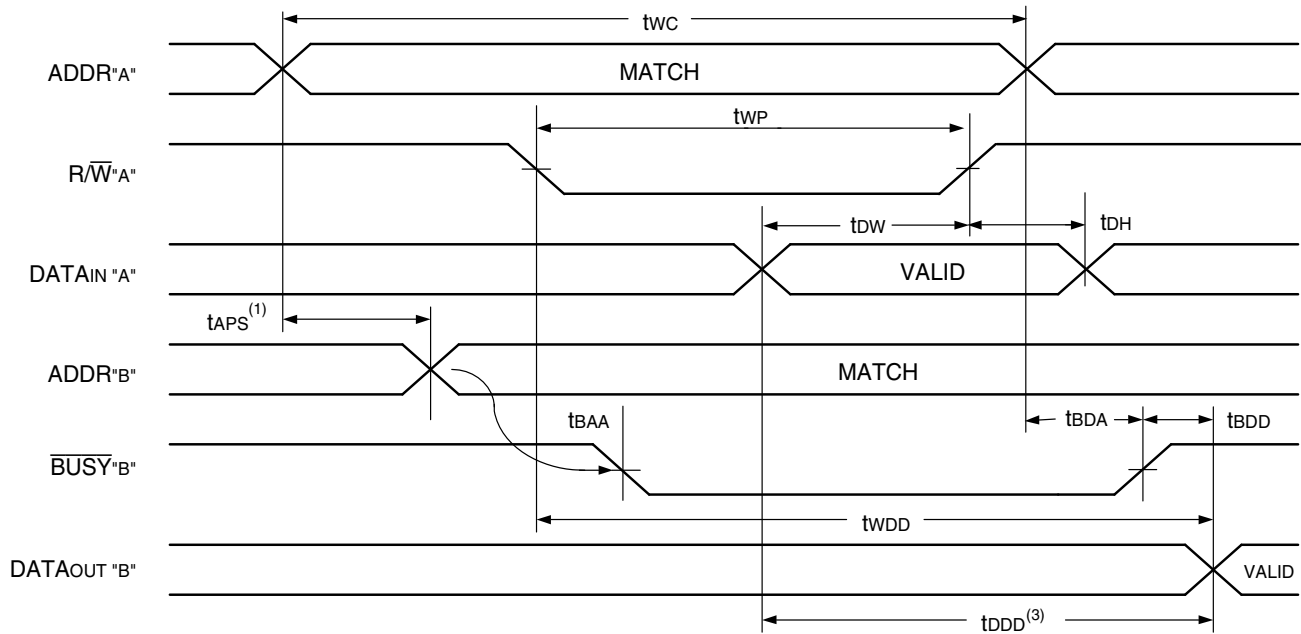 tWC
ADDR"A"
MATCH
tWP
R/W̅"A"
tDW
tDH
DATAIN "A"
VALID
tAPS(1)
ADDR"B"
MATCH
tBAA
tBDA
tBDD
B̅U̅S̅Y̅"B"
tWDD
DATAOUT "B"
VALID
tDDD(3)